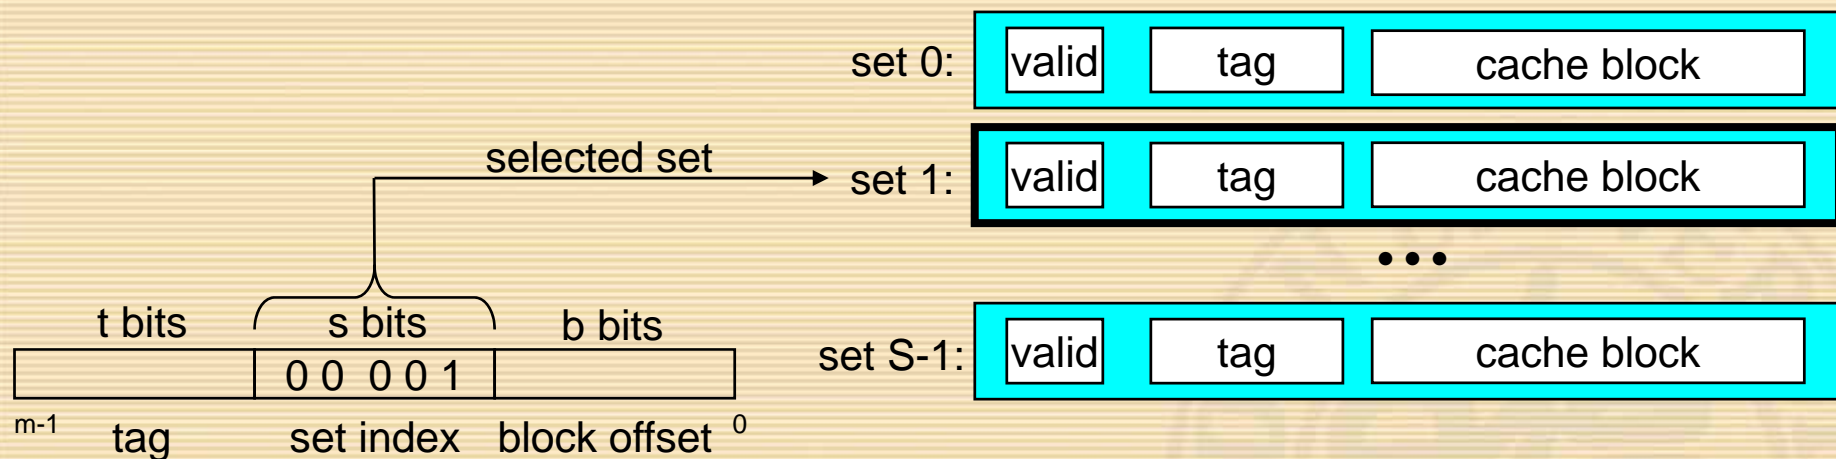 set 0: valid tag cache block
selected set
set 1: valid tag cache block
• • •
t bits s bits b bits
0 0 0 0 1
set S-1: valid tag cache block
m-1 tag set index block offset 0